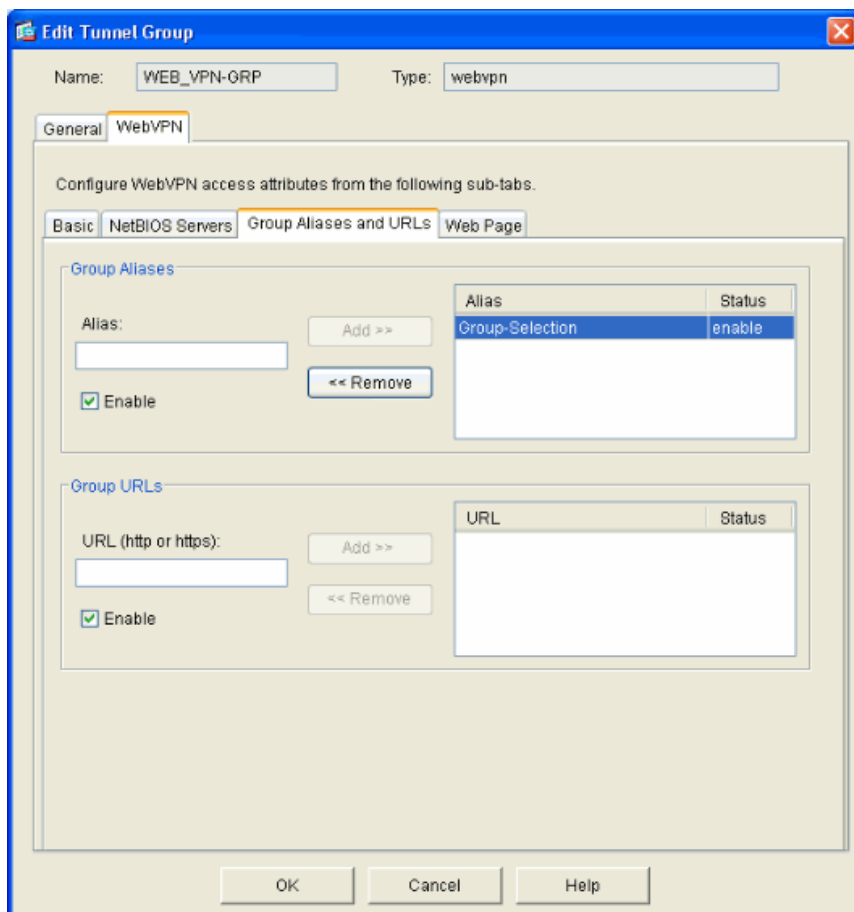 Edit Tunnel Group
Name: WEB_VPN-GRP Type: webvpn
General WebVPN
Configure WebVPN access attributes from the following sub-tabs.
Basic NetBIOS Servers Group Aliases and URLs Web Page
Group Aliases
Alias Status
Alias: Add >> Group-Selection enable
<< Remove
Enable
Group URLs
URL Status
URL (http or https): Add >>
<< Remove
Enable
OK Cancel Help